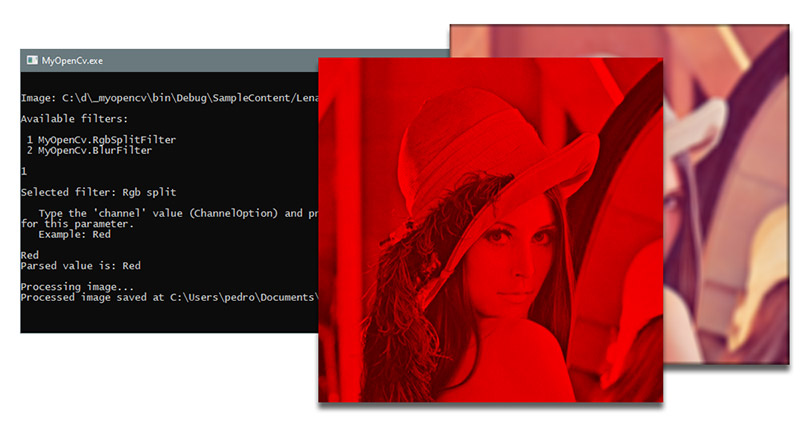 MyOpenCv.exe
Image: C:\d\_myopencv\bin\Debug\SampleContent/Lena
Available filters:
1 MyOpenCv.RgbSplitFilter
2 MyOpenCv.BlurFilter
1
Selected filter: Rgb split
Type the 'channel' value (ChannelOption) and pr
for this parameter.
Example: Red
Red
Parsed value is: Red
Processing image...
Processed image saved at C:\Users\pedro\Documents\